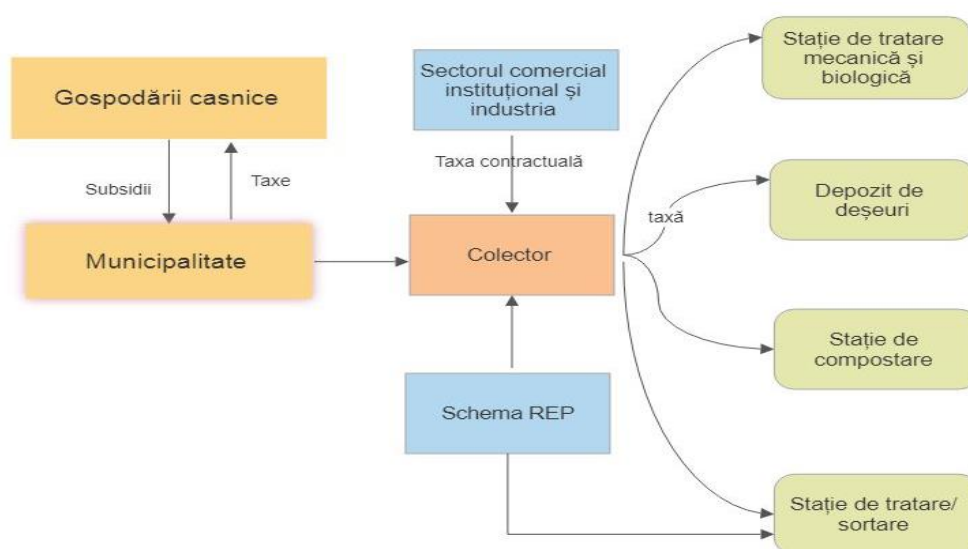 Gospodării casnice
Subsidii
Taxe
Municipalitate
Sectorul comercial
instituțional și
industria
Taxa contractuală
Colector
Schema REP
taxă
Stație de tratare
mecanică și
biologică
Depozit de
deșeuri
Stație de
compostare
Stație de tratare/
sortare